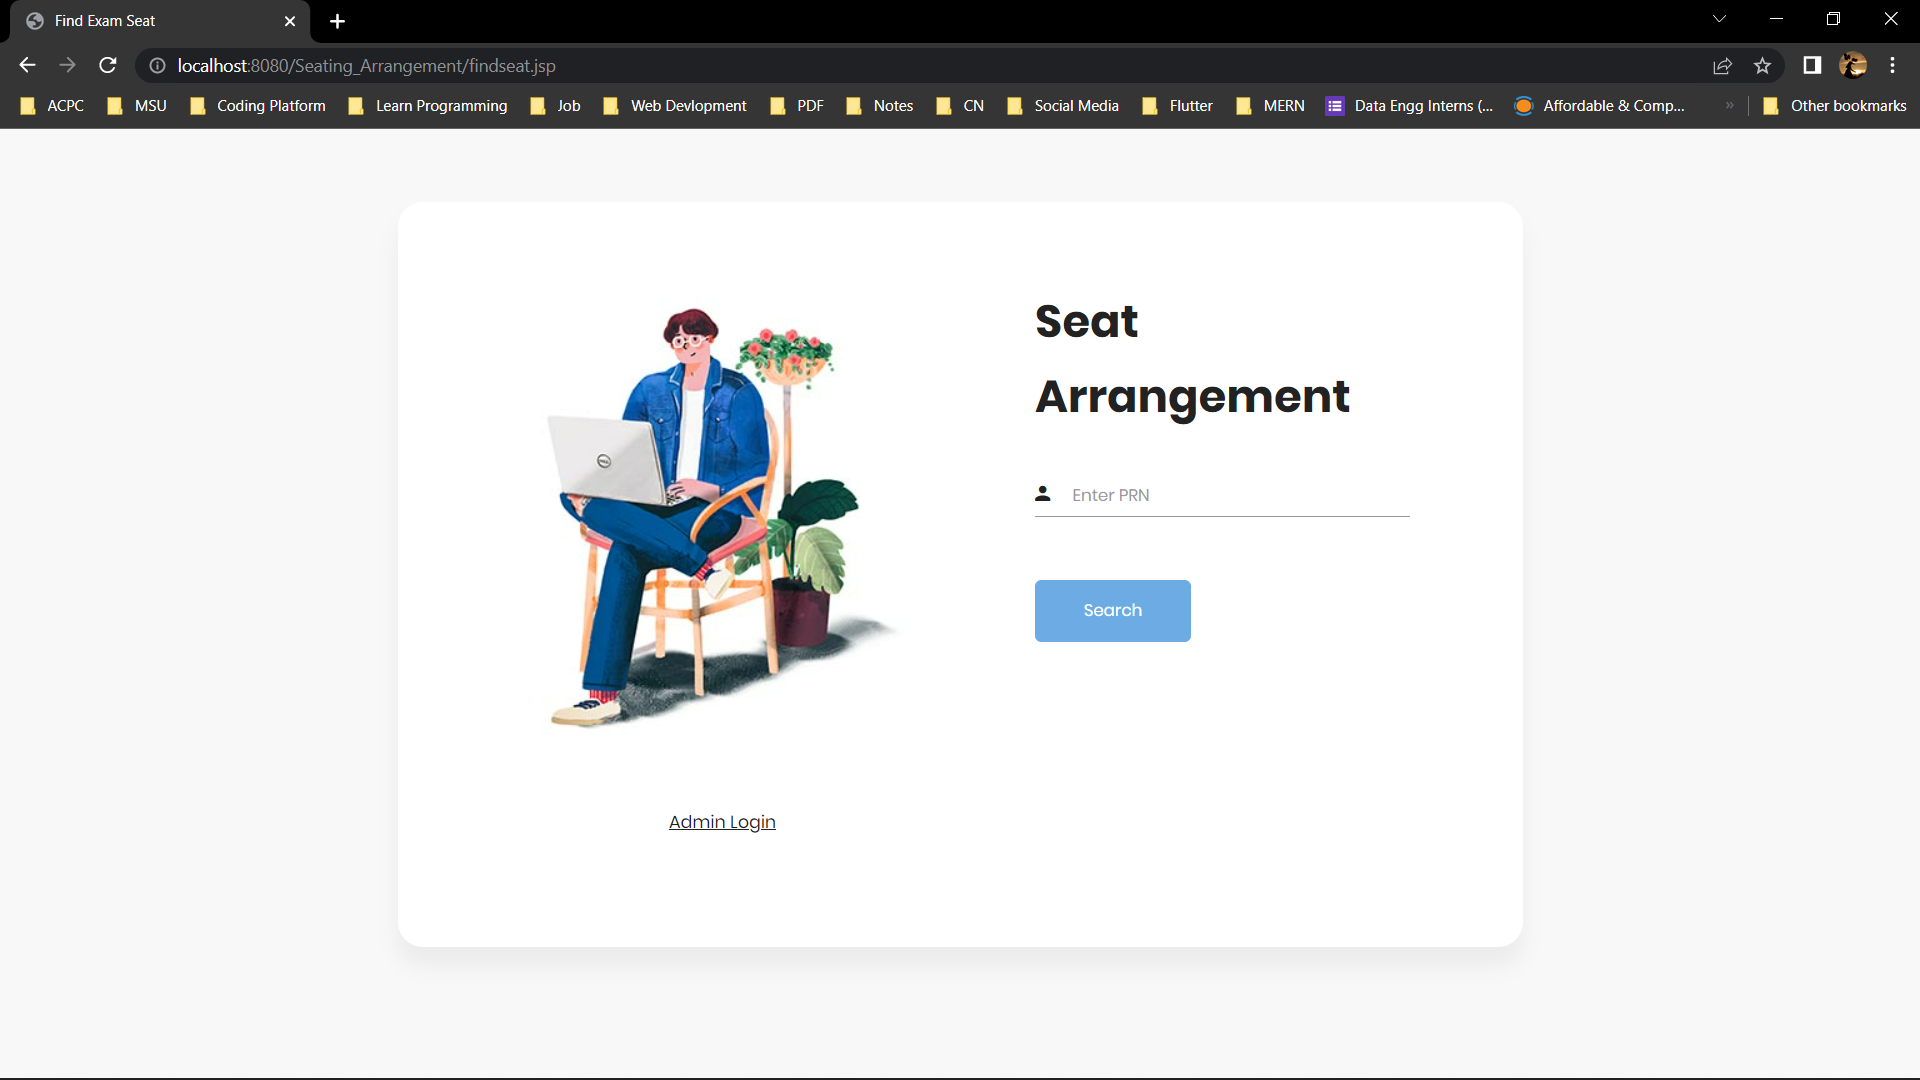 Find Exam Seat
localhost:8080/Seating_Arrangement/findseat.jsp
ACPC MSU Coding Platform Learn Programming Job Web Devlopment PDF Notes CN Social Media Flutter MERN Data Engg Interns (... Affordable & Comp... » Other bookmarks
Seat
Arrangement
Enter PRN
Search
DELL
Admin Login